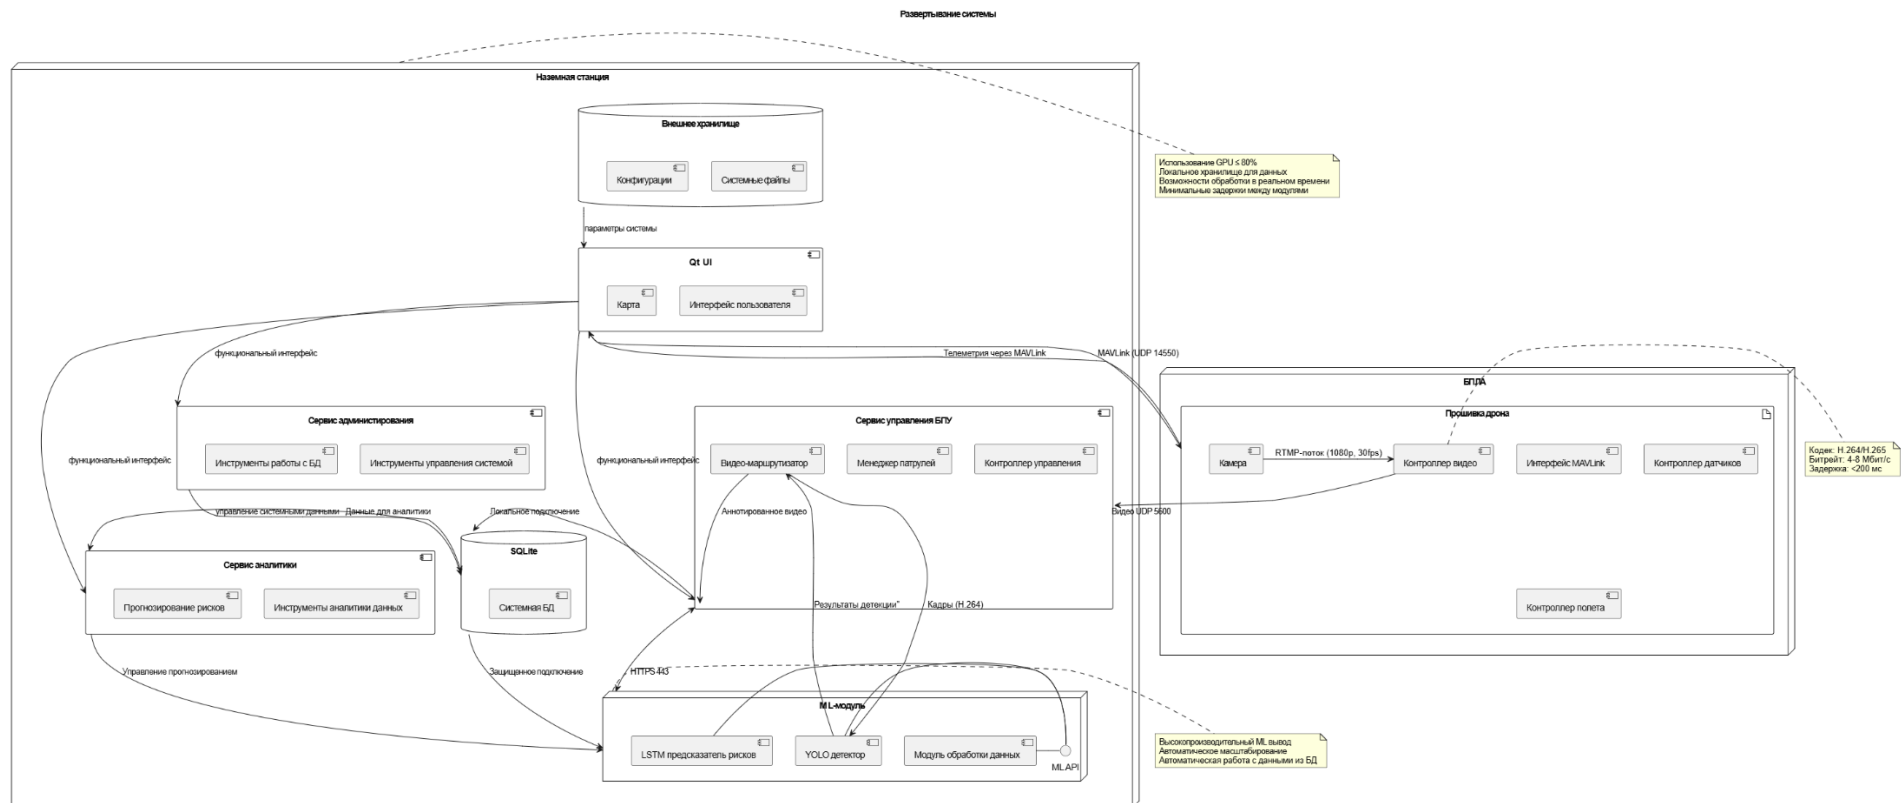 Развертывание системы
Наземная станция
Внешнее хранилище
Конфигурации
Системные файлы
Использование GPU ≤ 80%
Локальное хранилище для данных
Возможности обработки в реальном времени
Минимальные задержки между модулями
параметры системы
Qt UI
Карта
Интерфейс пользователя
функциональный интерфейс
Телеметрия через MAVLink
MAVLink (UDP 14550)
БПЛА
Сервис администирования
Инструменты работы с БД
Инструменты управления системой
функциональный интерфейс
функциональный интерфейс
Сервис управления БПУ
Видео-маршрутизатор
Менеджер патрулей
Контроллер управления
Прошивка дрона
Камера
RTMP-поток (1080p, 30fps)
Контроллер видео
Интерфейс MAVLink
Контроллер датчиков
Кодек: H.264/H.265
Битрейт: 4-8 Мбит/с
Задержка: <200 мс
управление системными данными
Данные для аналитики
Локальное подключение
Аннотированное видео
Видео UDP 5600
Сервис аналитики
Прогнозирование рисков
Инструменты аналитики данных
SQLite
Системная БД
Результаты детекции"
Кадры (H.264)
Контроллер полета
Управление прогнозированием
Защищенное подключение
HTTPS 443
ML-модуль
LSTM предсказатель рисков
YOLO детектор
Модуль обработки данных
ML API
Высокопроизводительный ML вывод
Автоматическое масштабирование
Автоматическая работа с данными из БД